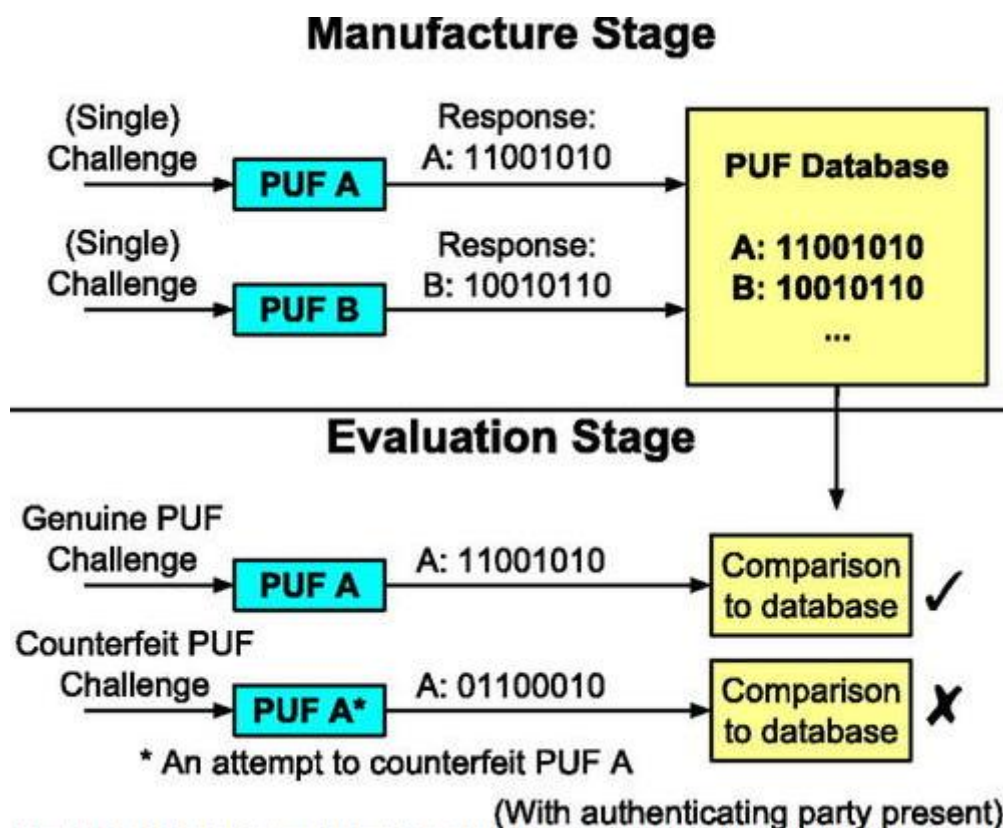 Manufacture Stage
(Single)
Challenge
PUF A
Response:
A: 11001010
(Single)
Challenge
PUF B
Response:
B: 10010110
PUF Database
A: 11001010
B: 10010110
...
Evaluation Stage
Genuine PUF
Challenge
PUF A
A: 11001010
Comparison
to database
✓
Counterfeit PUF
Challenge
PUF A*
A: 01100010
Comparison
to database
✗
* An attempt to counterfeit PUF A
(With authenticating party present)